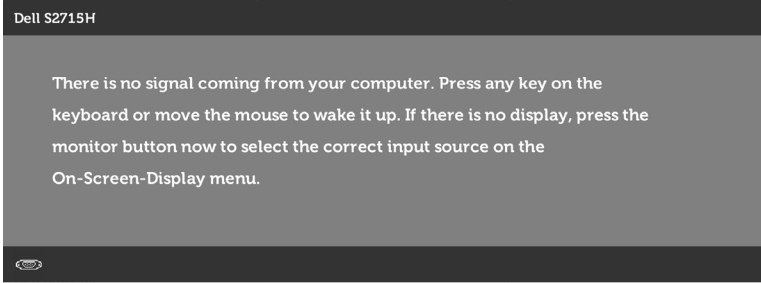 Dell S2715H
There is no signal coming from your computer. Press any key on the
keyboard or move the mouse to wake it up. If there is no display, press the
monitor button now to select the correct input source on the
On-Screen-Display menu.